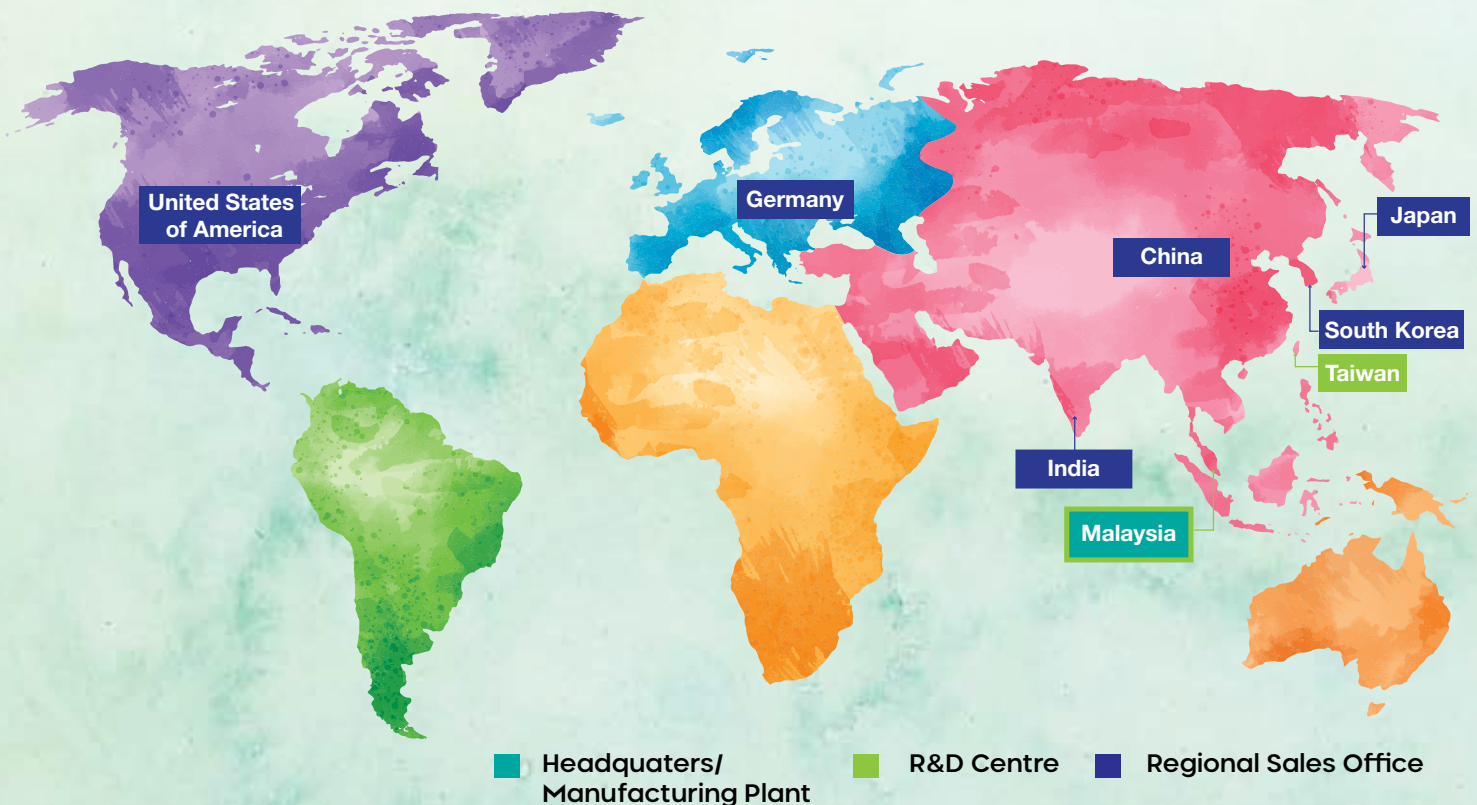 United States
of America
Germany
Japan
China
South Korea
Taiwan
India
Malaysia
Headquaters/
Manufacturing Plant
R&D Centre
Regional Sales Office